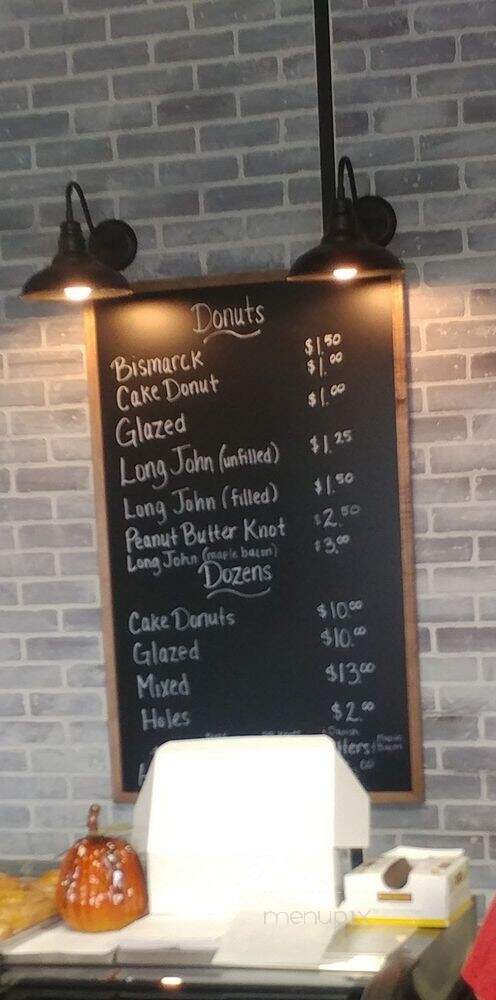 Donuts
Bismarck $1.50
Cake Donut $1.00
Glazed $1.00
Long John (unfilled) $1.25
Long John (filled) $1.50
Peanut Butter Knot $2.50
Long John (maple bacon) $3.00
Dozens
Cake Donuts $10.00
Glazed $10.00
Mixed $13.00
Holes $2.00
menupix